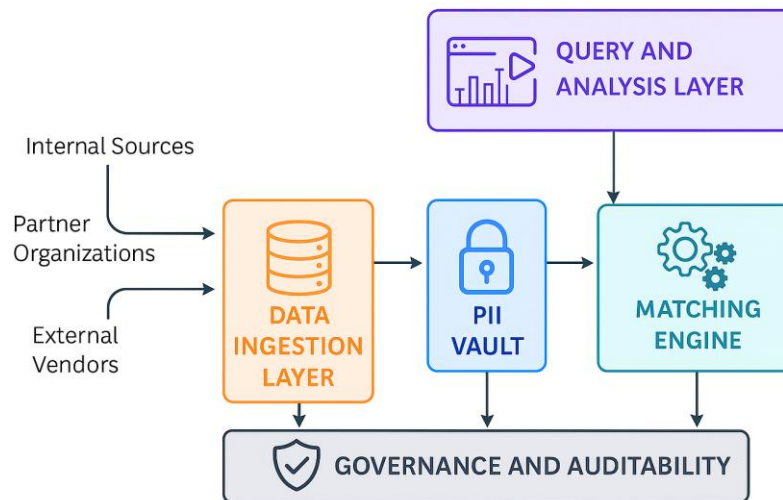 QUERY AND
ANALYSIS LAYER
Internal Sources
Partner
Organizations
External
Vendors
DATA
INGESTION
LAYER
PII
VAULT
MATCHING
ENGINE
GOVERNANCE AND AUDITABILITY